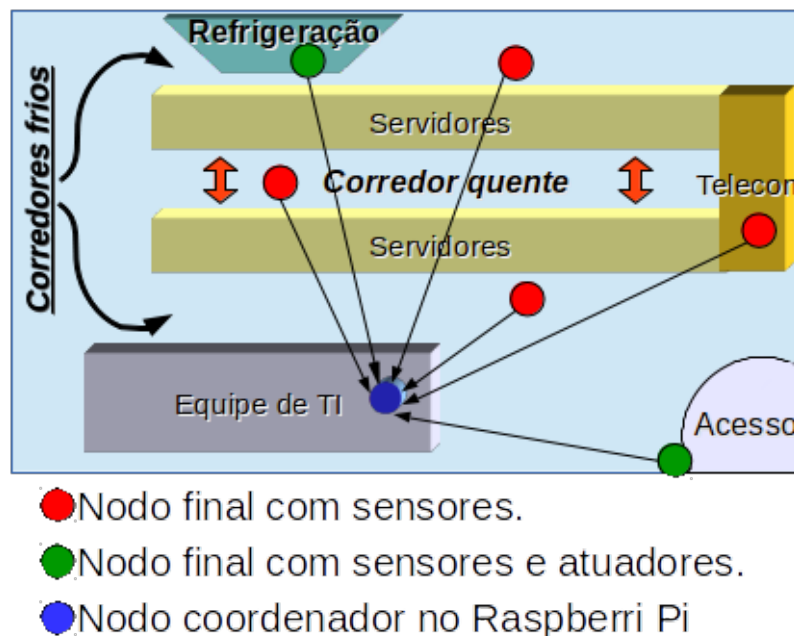 Refrigeração
Corredores frios
Servidores
Corredor quente
Telecon
Servidores
Equipe de TI
Acesso
Nodo final com sensores.
Nodo final com sensores e atuadores.
Nodo coordenador no Raspberri Pi